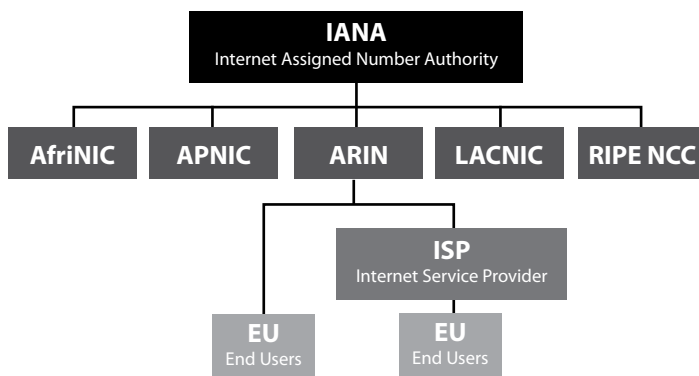 IANA
Internet Assigned Number Authority
AfriNIC
APNIC
ARIN
LACNIC
RIPE NCC
ISP
Internet Service Provider
EU
End Users
EU
End Users